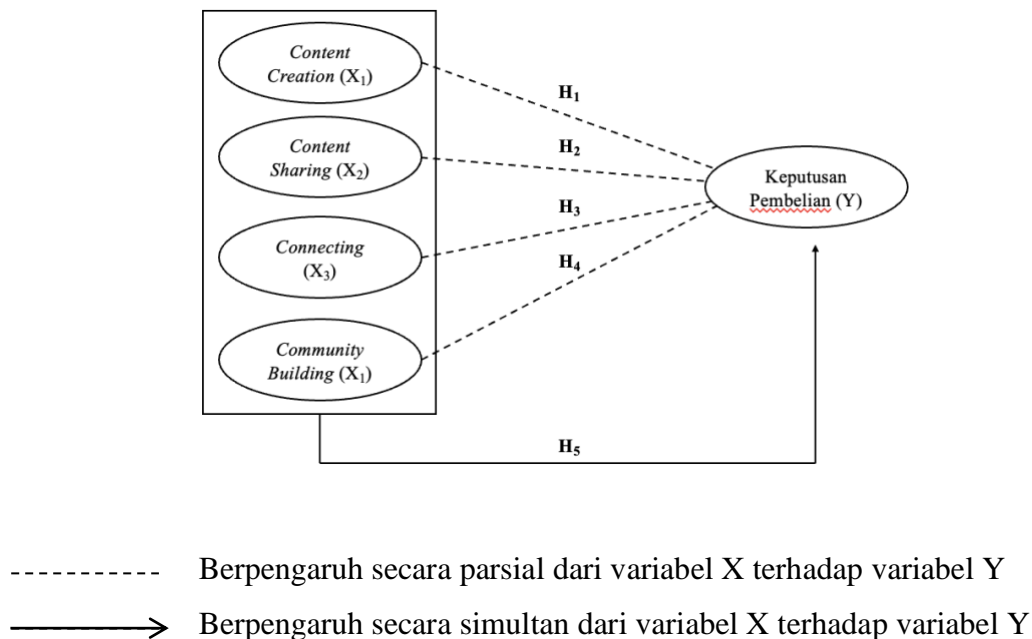 Content
Creation (X₁)
H₁
Content
Sharing (X₂)
H₂
Keputusan
Pembelian (Y)
H₃
Connecting
(X₃)
H₄
Community
Building (X₁)
H₅
Berpengaruh secara parsial dari variabel X terhadap variabel Y
Berpengaruh secara simultan dari variabel X terhadap variabel Y